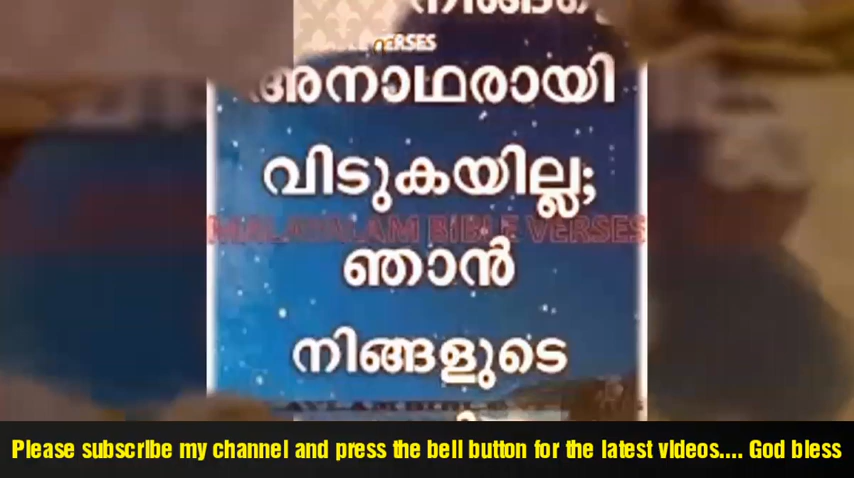 VERSES
അനാഥരായി
വിടുകയില്ല;
MALAYALAM BIBLE VERSES
ഞാൻ
നിങ്ങളുടെ
Please subscribe my channel and press the bell button for the latest videos.... God bless